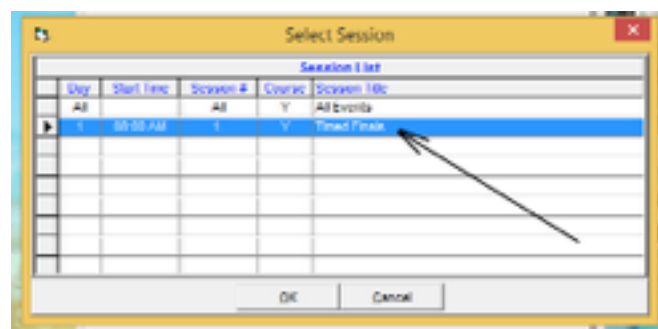 Select Session
Session List
Day Start Time Session # Course Session Title
All All Y All Events
1 08:00 AM 1 Y Timed Finals
OK Cancel